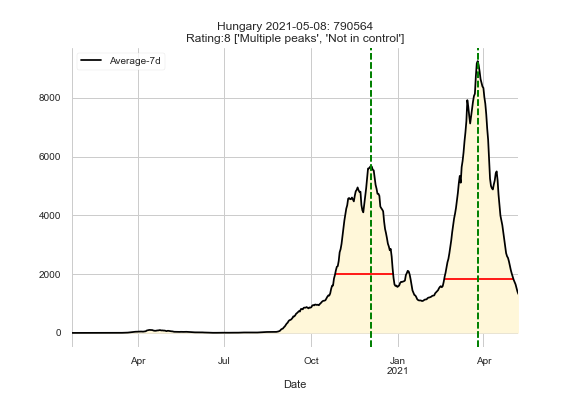 Hungary 2021-05-08: 790564
Rating:8 ['Multiple peaks', 'Not in control']
Average-7d
8000
6000
4000
2000
0
Apr
Jul
Oct
Jan
2021
Apr
Date